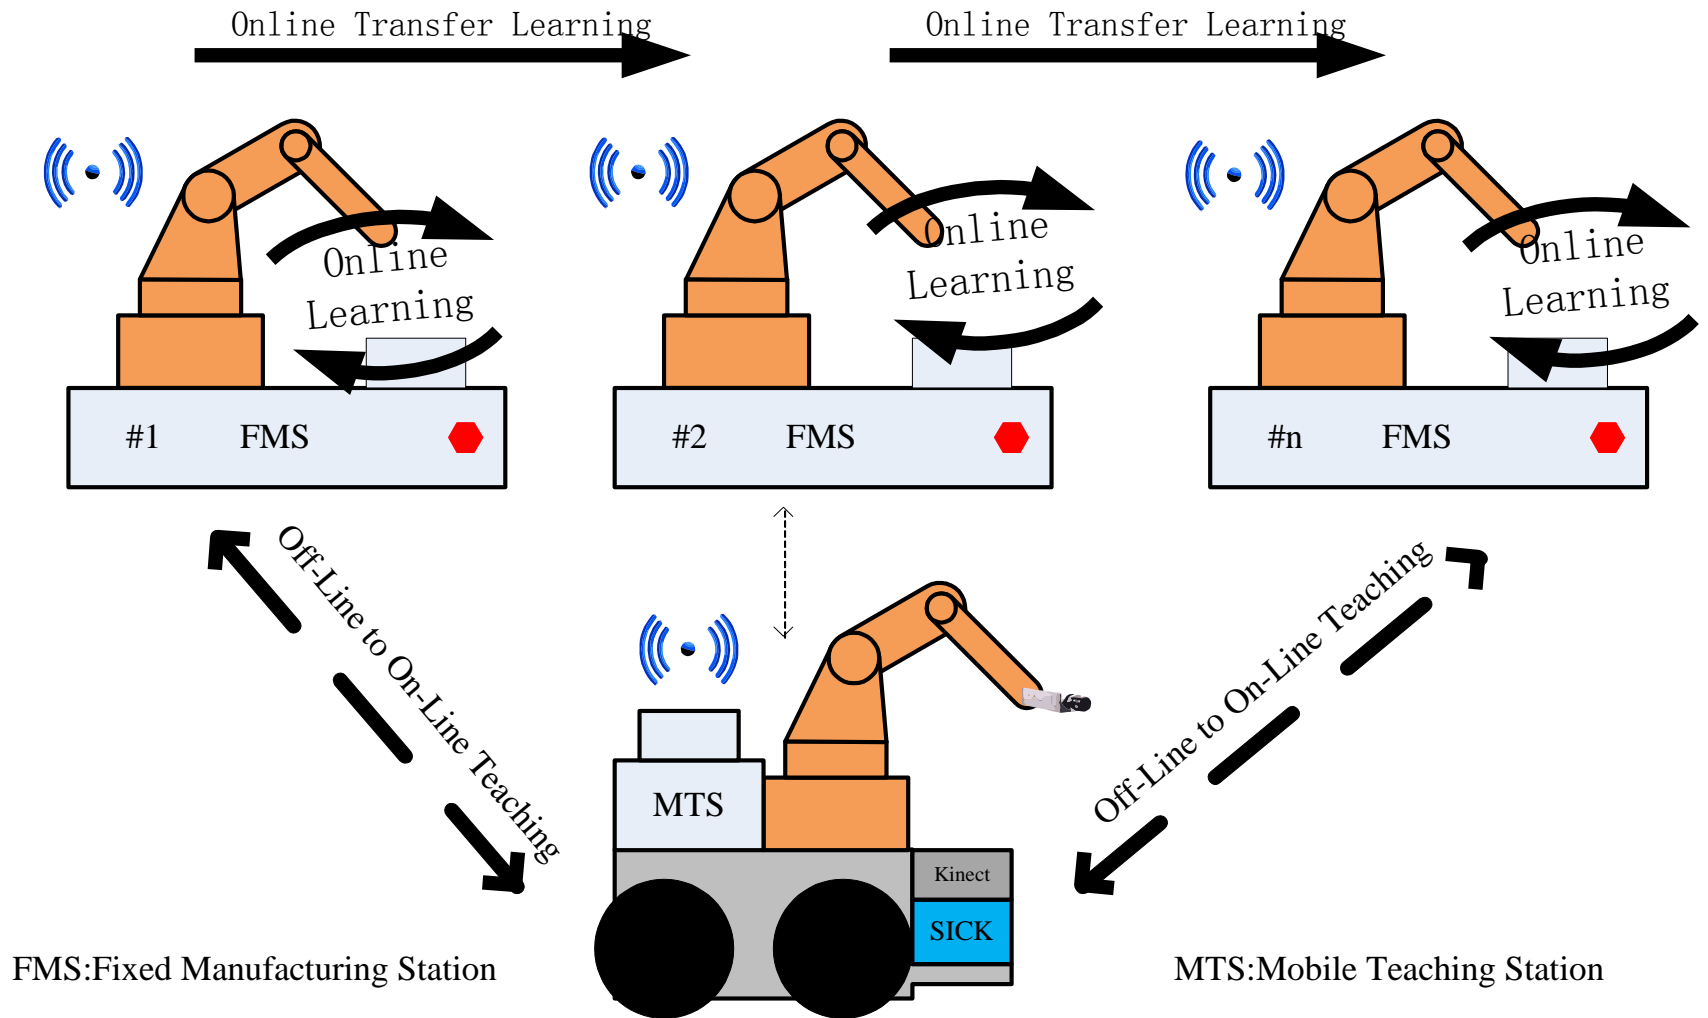 Online Transfer Learning
Online Transfer Learning
Online
Learning
Online
Learning
Online
Learning
#1 FMS
#2 FMS
#n FMS
Off-Line to On-Line Teaching
Off-Line to On-Line Teaching
MTS
Kinect
SICK
FMS:Fixed Manufacturing Station
MTS:Mobile Teaching Station